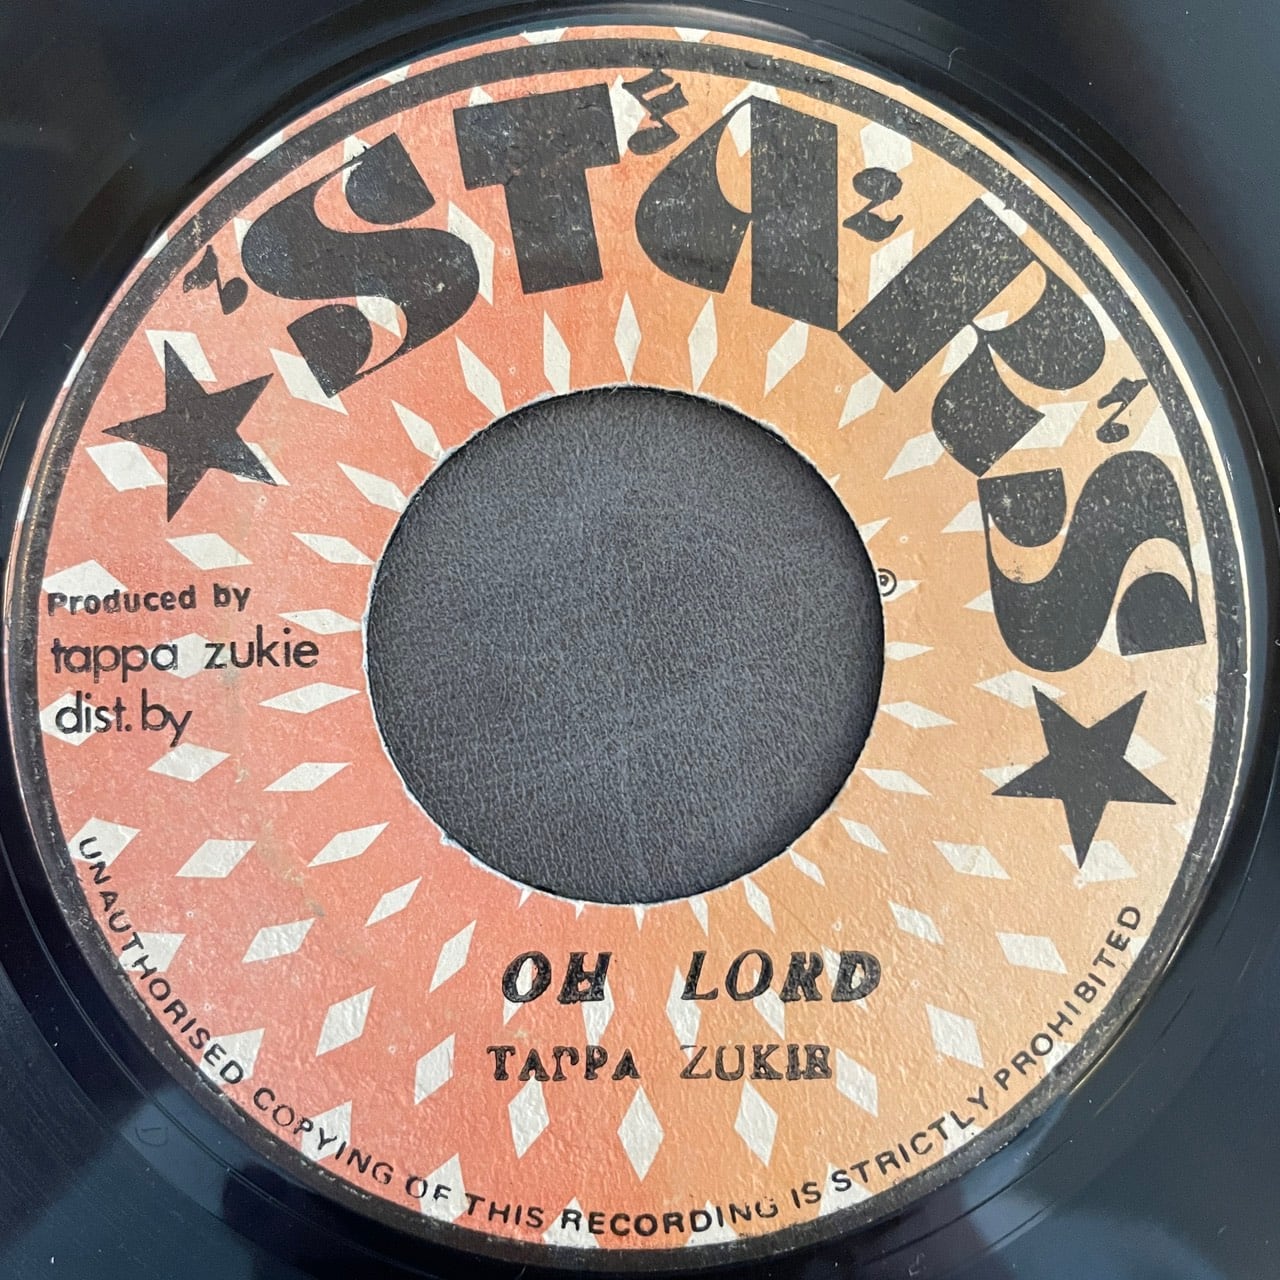 STARS
Produced by
tappa zukie
dist. by
OH LORD
TAPPA ZUKIE
UNAUTHORISED COPYING OF THIS RECORDING IS STRICTLY PROHIBITED